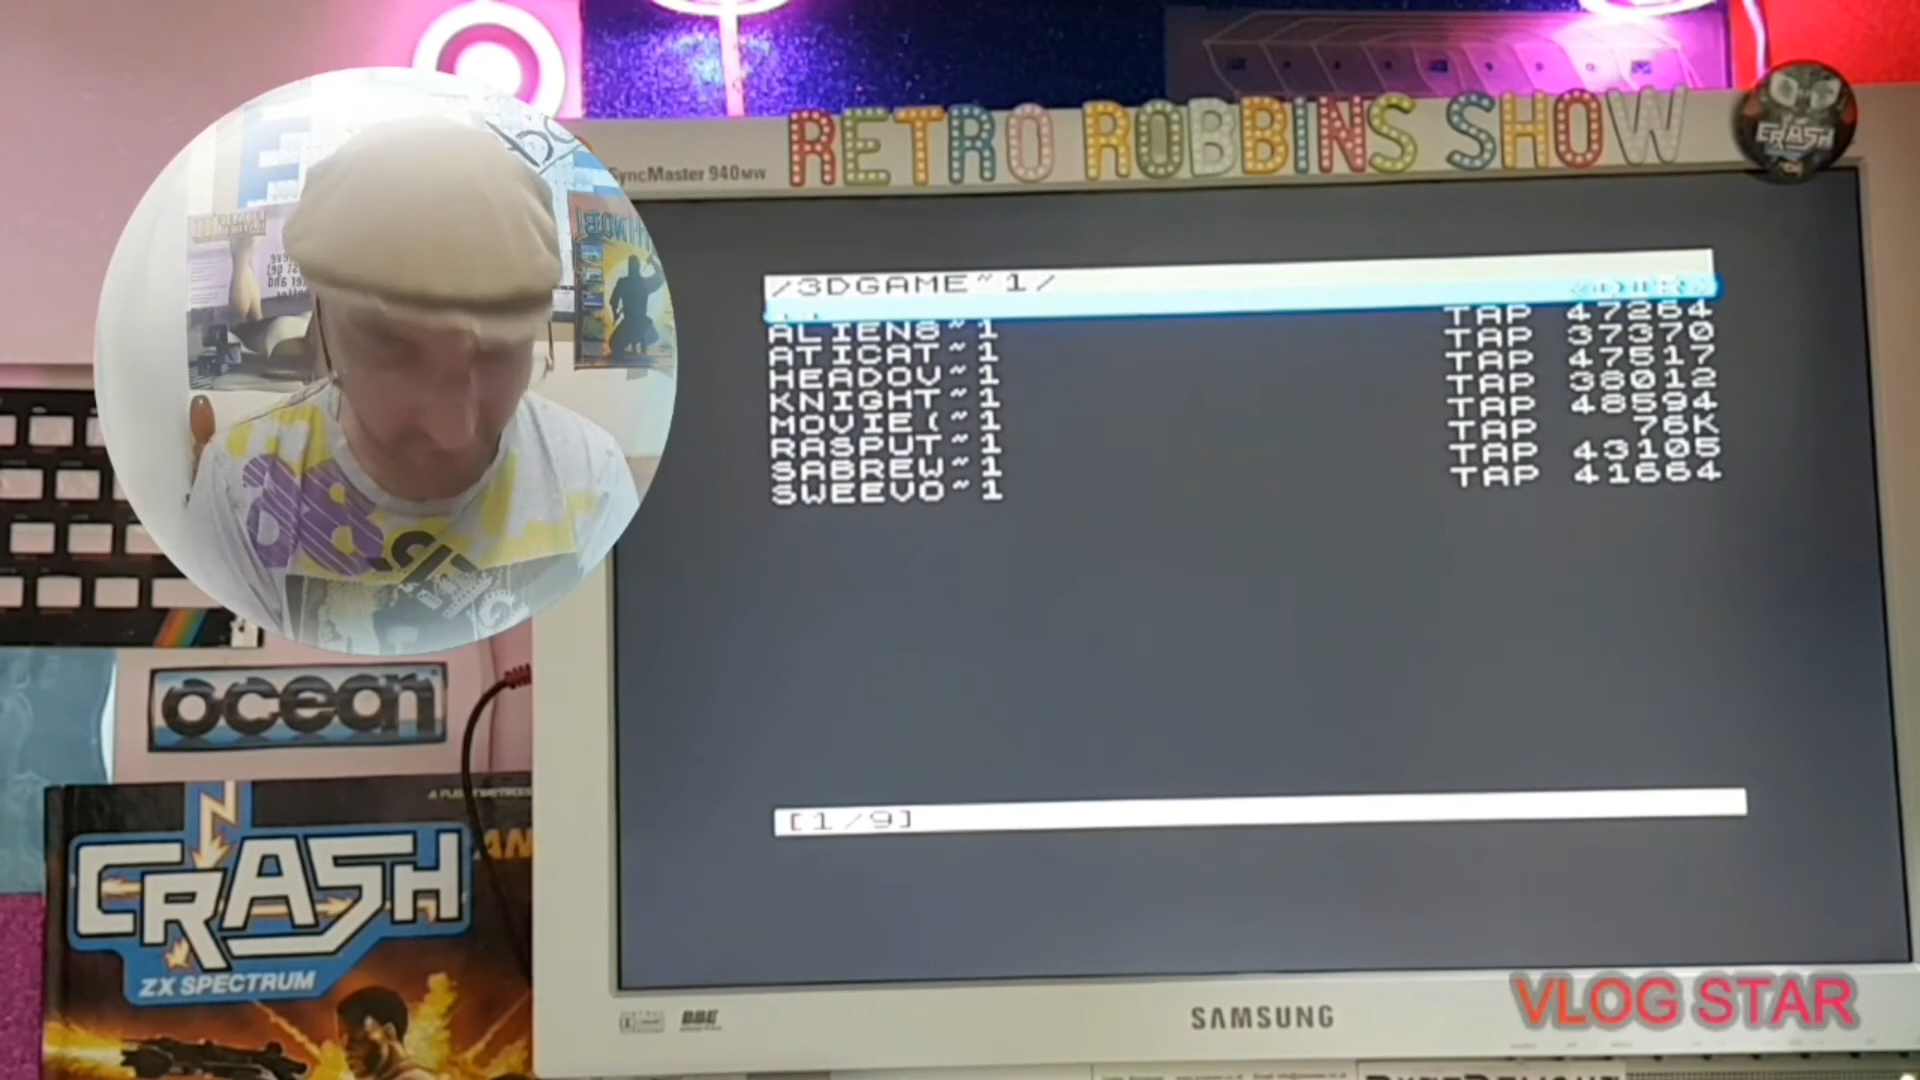 RETRO ROBBINS SHOW
SyncMaster 940MW
CRASH
/3DGAME~1/
ALIEN8~1 TAP 47264
ATICAT~1 TAP 37370
HEADOV~1 TAP 47517
KNIGHT~1 TAP 38012
MOVIE(~1 TAP 48594
RASPUT~1 TAP 76K
SABREW~1 TAP 43105
SWEEVO~1 TAP 41664
[1/9]
ocean
CRASH
ZX SPECTRUM
BBE
SAMSUNG
VLOG STAR